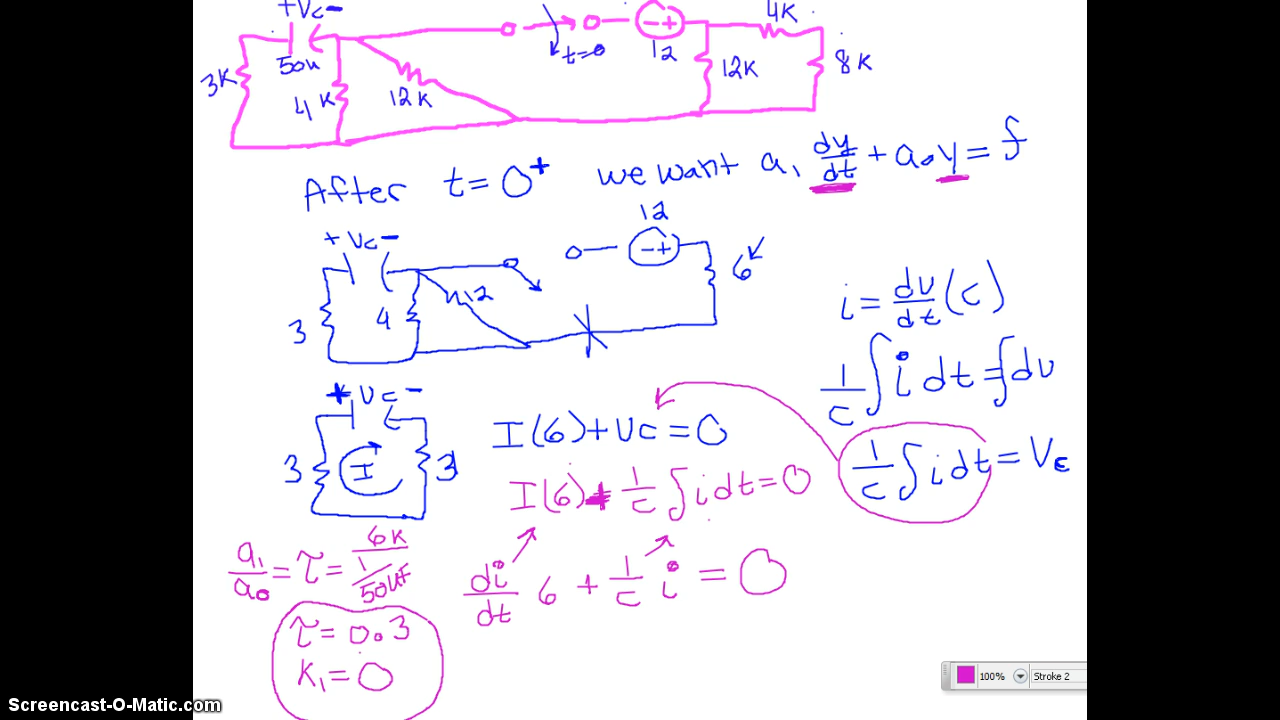 +Vc- 4K
3K 50u 4K 12K t=0 -+ 12 12K 8K
After t=0+ we want a1 dy/dt + a0y = f
12
+ Vc - -+ 6
3 4 12
i = dv/dt (c)
1/c ∫ i dt = ∫ dv
1/c ∫ i dt = Vc
+ Vc -
3 I 3
I(6)+Vc=0
I(6)+ 1/c ∫ i dt = 0
di/dt 6 + 1/c i = 0
a1/a0 = τ = 6K/(1/50uF)
τ = 0.3
K1 = 0
100% Stroke 2
Screencast-O-Matic.com